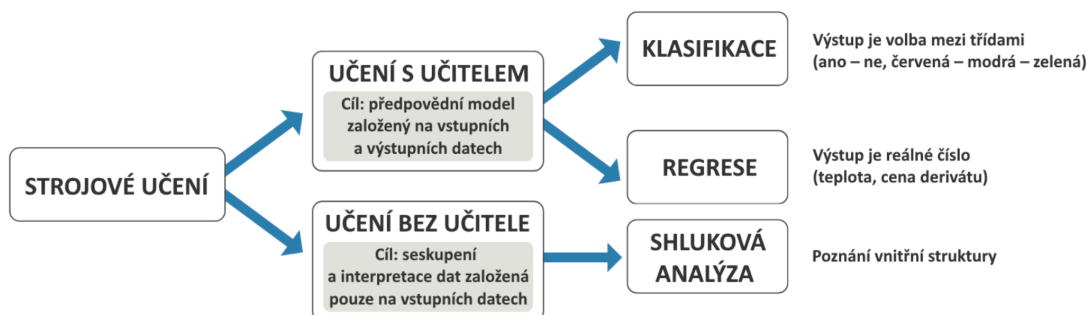 STROJOVÉ UČENÍ
UČENÍ S UČITELEM
Cíl: předpovědní model
založený na vstupních
a výstupních datech
UČENÍ BEZ UČITELE
Cíl: seskupení
a interpretace dat založená
pouze na vstupních datech
KLASIFIKACE
Výstup je volba mezi třídami
(ano – ne, červená – modrá – zelená)
REGRESE
Výstup je reálné číslo
(teplota, cena derivátu)
SHLUKOVÁ
ANALÝZA
Poznání vnitřní struktury